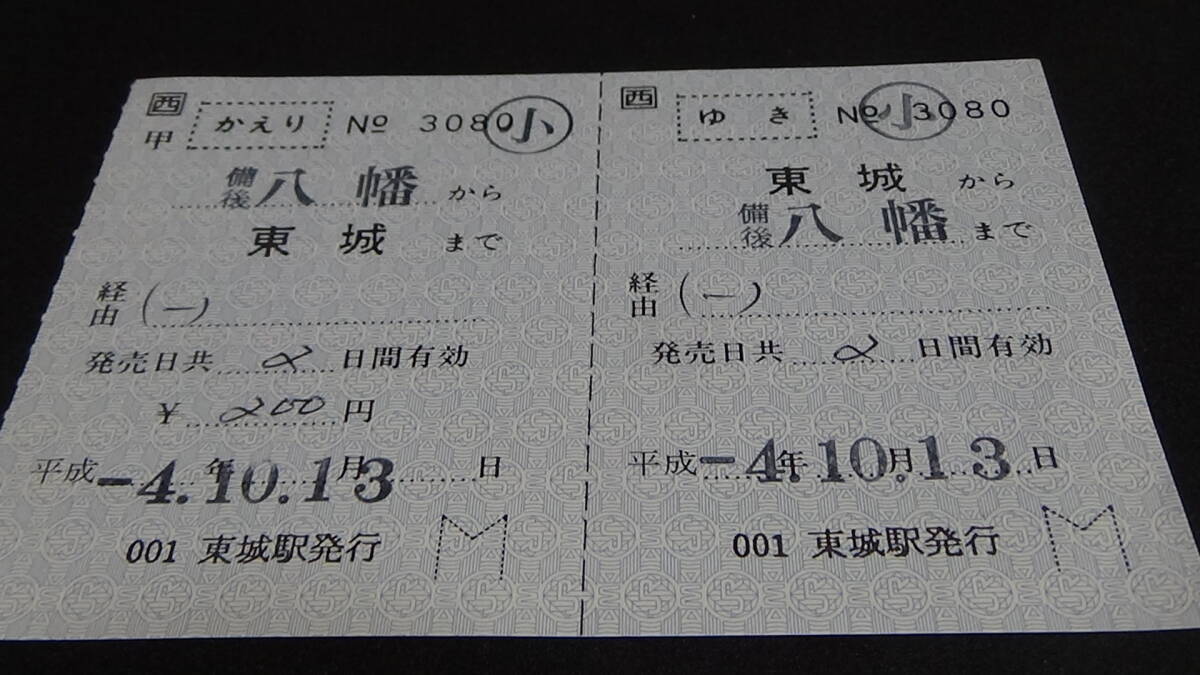 西
甲 かえり № 3080 小
備後 八幡 から
東城 まで
経由 (一)
発売日共 2 日間有効
¥ 200 円
平成 -4.年10.月13 日
001 東城駅発行
西
ゆき № 3080 小
東城 から
備後 八幡 まで
経由 (一)
発売日共 2 日間有効
平成 -4.年10.月13 日
001 東城駅発行